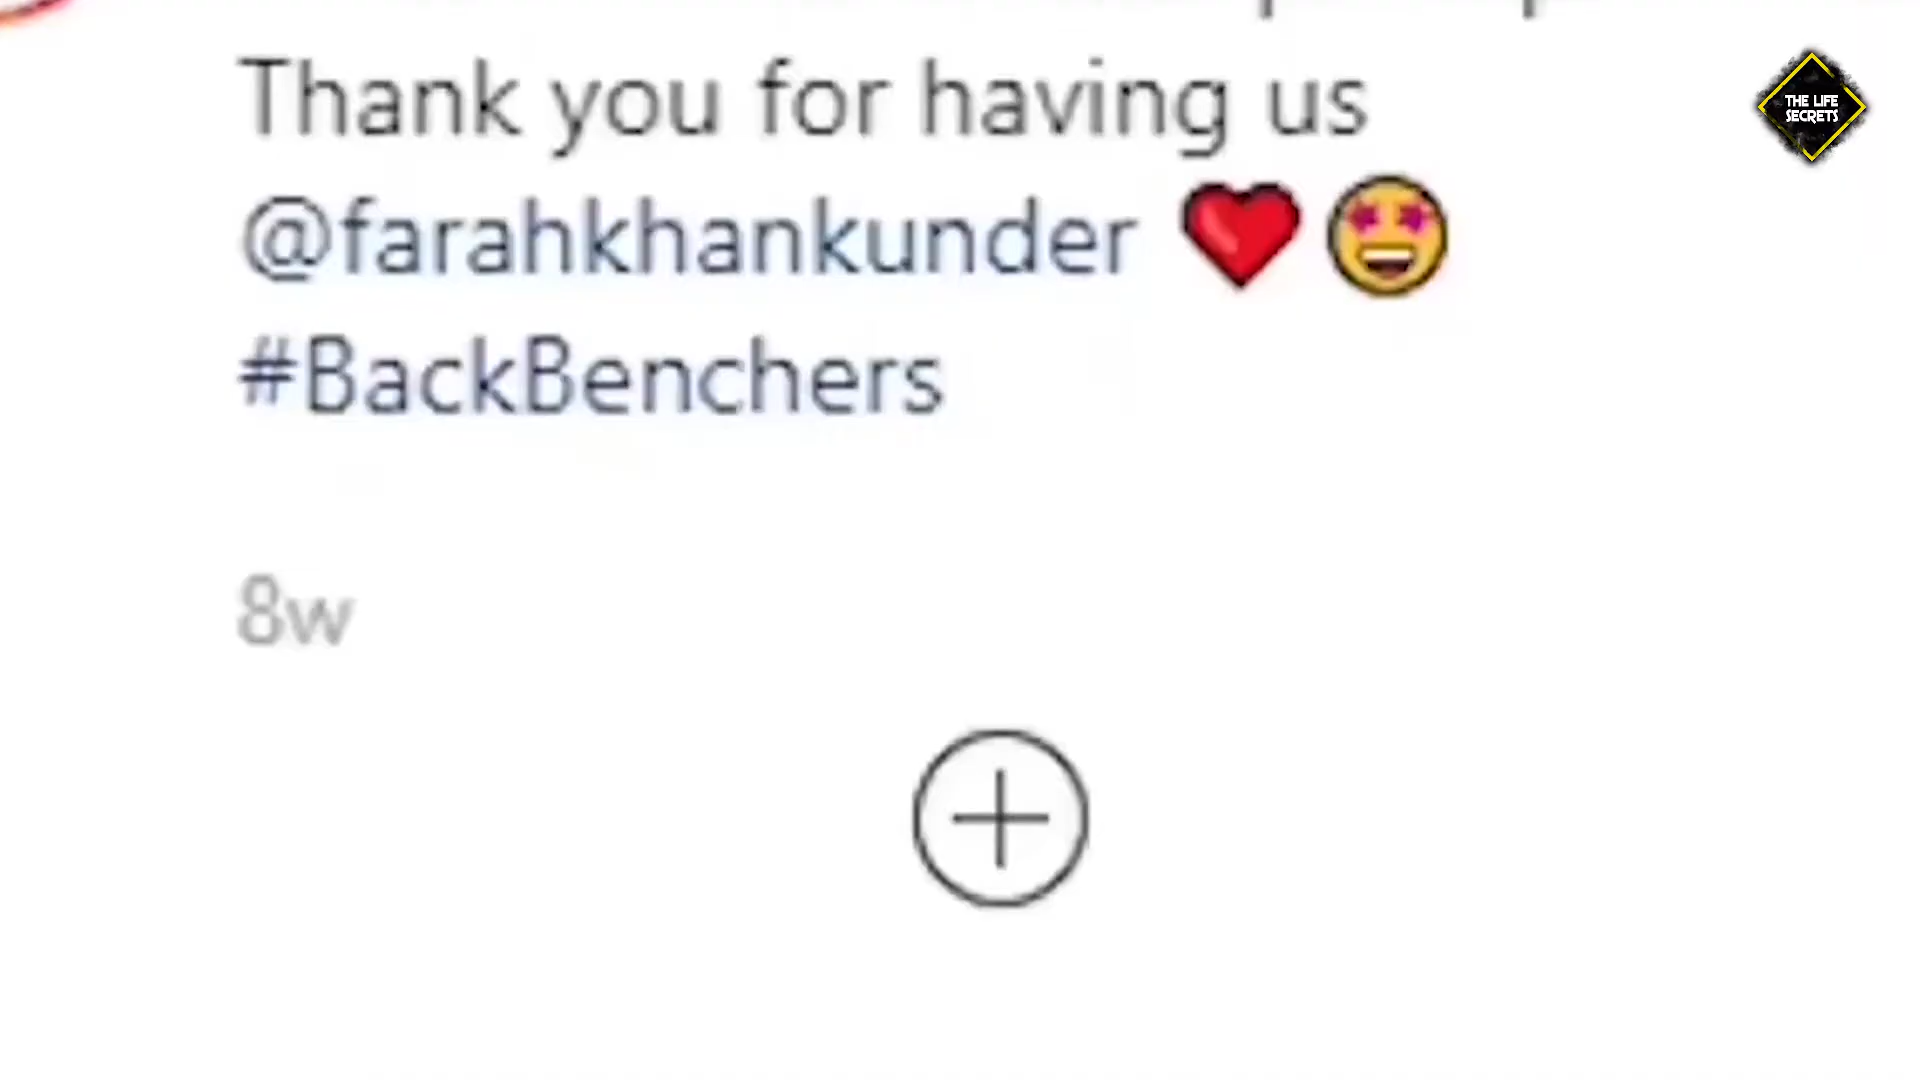 Thank you for having us
@farahkhankunder ❤️🤩
#BackBenchers
8w
THE LIFE
SECRETS